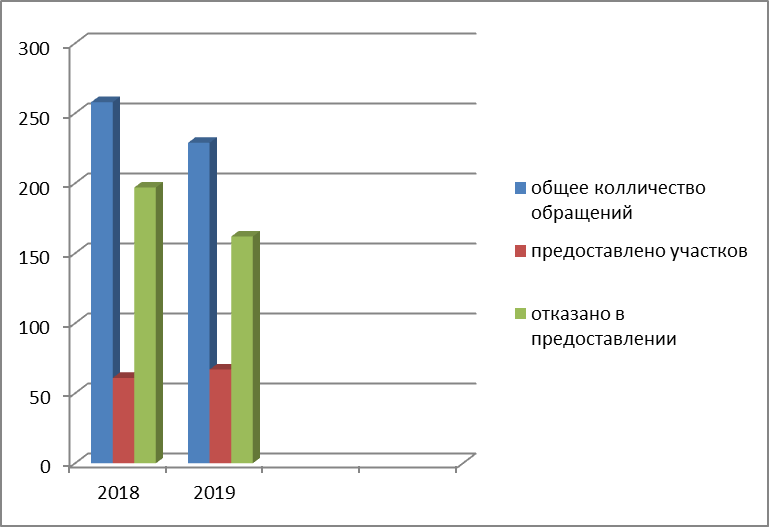 300
250
200
150
100
50
0
2018
2019
общее колличество
обращений
предоставлено участков
отказано в
предоставлении